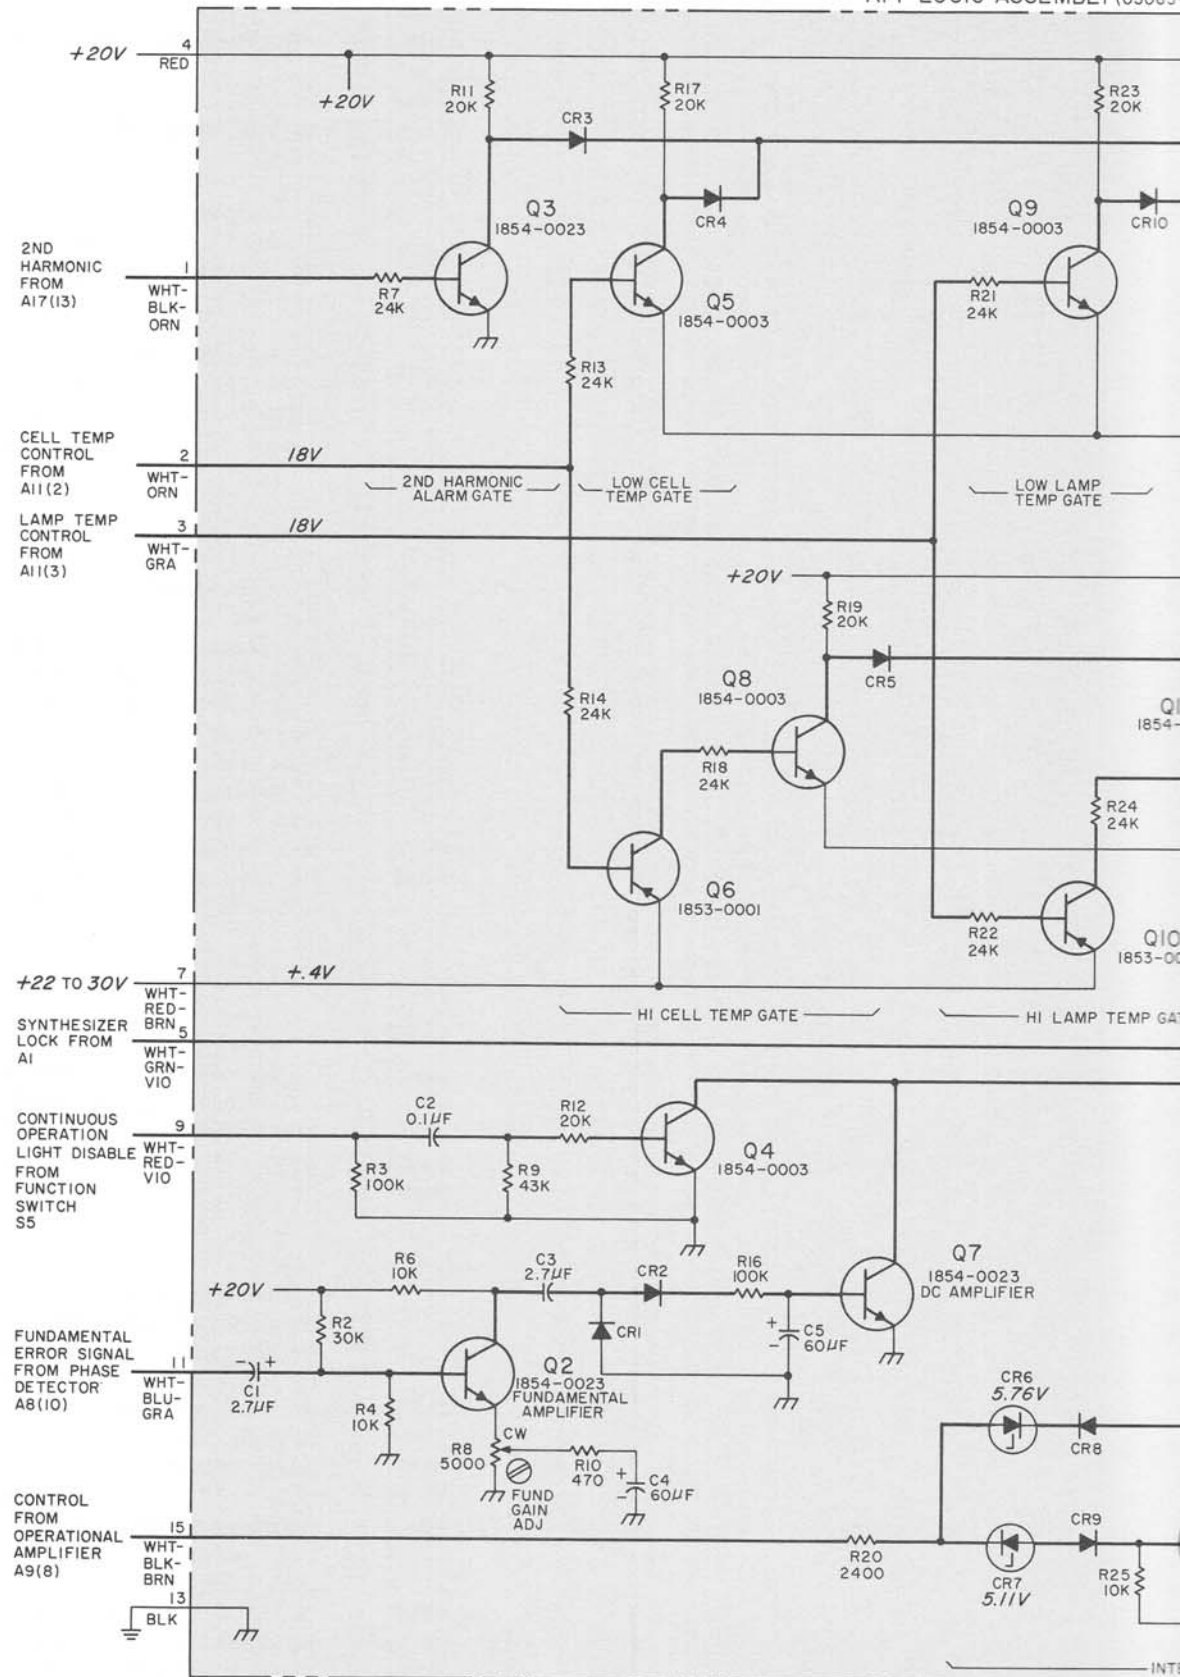 +20V
4
RED
+20V
R11
20K
R17
20K
R23
20K
CR3
CR4
CR10
Q3
1854-0023
Q5
1854-0003
Q9
1854-0003
2ND
HARMONIC
FROM
A17(13)
1
WHT-
BLK-
ORN
R7
24K
R21
24K
R13
24K
CELL TEMP
CONTROL
FROM
A11(2)
2
WHT-
ORN
18V
2ND HARMONIC
ALARM GATE
LOW CELL
TEMP GATE
LOW LAMP
TEMP GATE
LAMP TEMP
CONTROL
FROM
A11(3)
3
WHT-
GRA
18V
+20V
R19
20K
CR5
R14
24K
Q8
1854-0003
R18
24K
R24
24K
Q6
1853-0001
R22
24K
Q10
+22 TO 30V
7
WHT-
RED-
BRN
+.4V
HI CELL TEMP GATE
HI LAMP TEMP
SYNTHESIZER
LOCK FROM
A1
5
WHT-
GRN-
VIO
CONTINUOUS
OPERATION
LIGHT DISABLE
FROM
FUNCTION
SWITCH
S5
9
WHT-
RED-
VIO
C2
0.1µF
R12
20K
R3
100K
R9
43K
Q4
1854-0003
+20V
R6
10K
C3
2.7µF
CR2
R16
100K
Q7
1854-0023
DC AMPLIFIER
R2
30K
CR1
+
-
C5
60µF
FUNDAMENTAL
ERROR SIGNAL
FROM PHASE
DETECTOR
A8(10)
11
WHT-
BLU-
GRA
- +
C1
2.7µF
R4
10K
Q2
1854-0023
FUNDAMENTAL
AMPLIFIER
R8
5000
CW
FUND
GAIN
ADJ
R10
470
+
-
C4
60µF
CR6
5.76V
CR8
CONTROL
FROM
OPERATIONAL
AMPLIFIER
A9(8)
15
WHT-
BLK-
BRN
R20
2400
CR7
5.11V
CR9
R25
10K
13
BLK